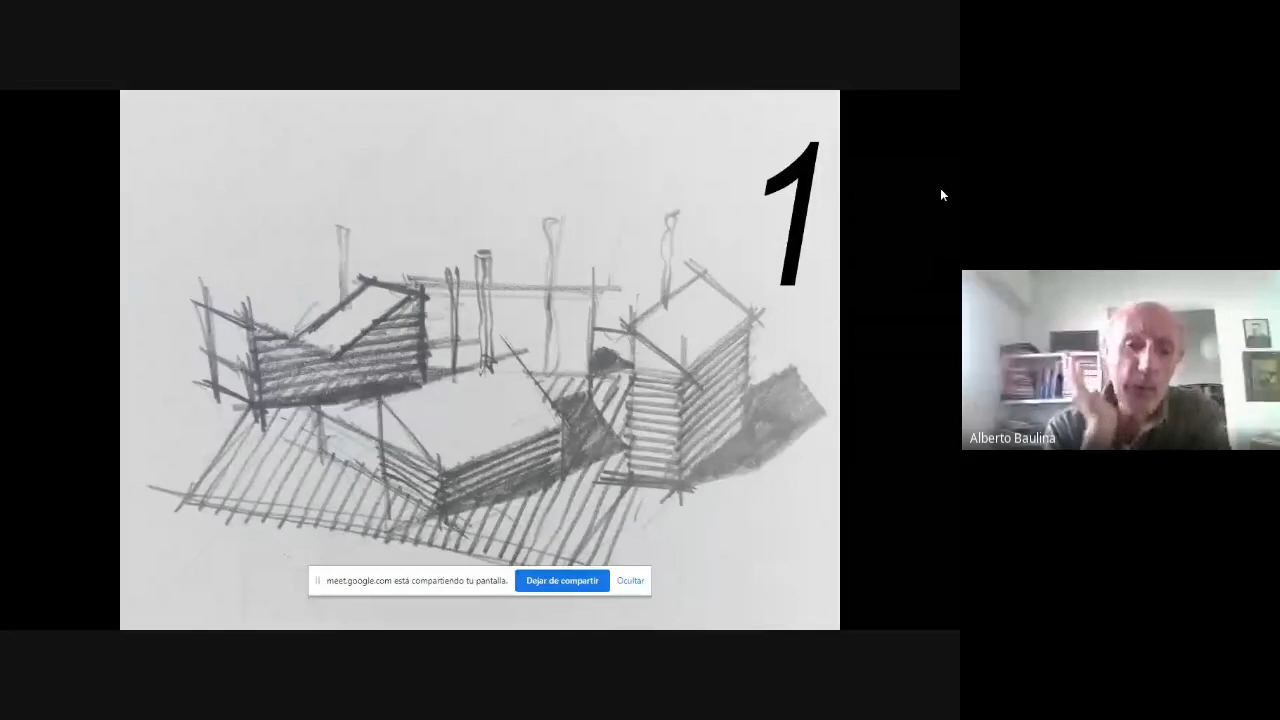 1
meet.google.com está compartiendo tu pantalla.
Dejar de compartir
Ocultar
Alberto Baulina